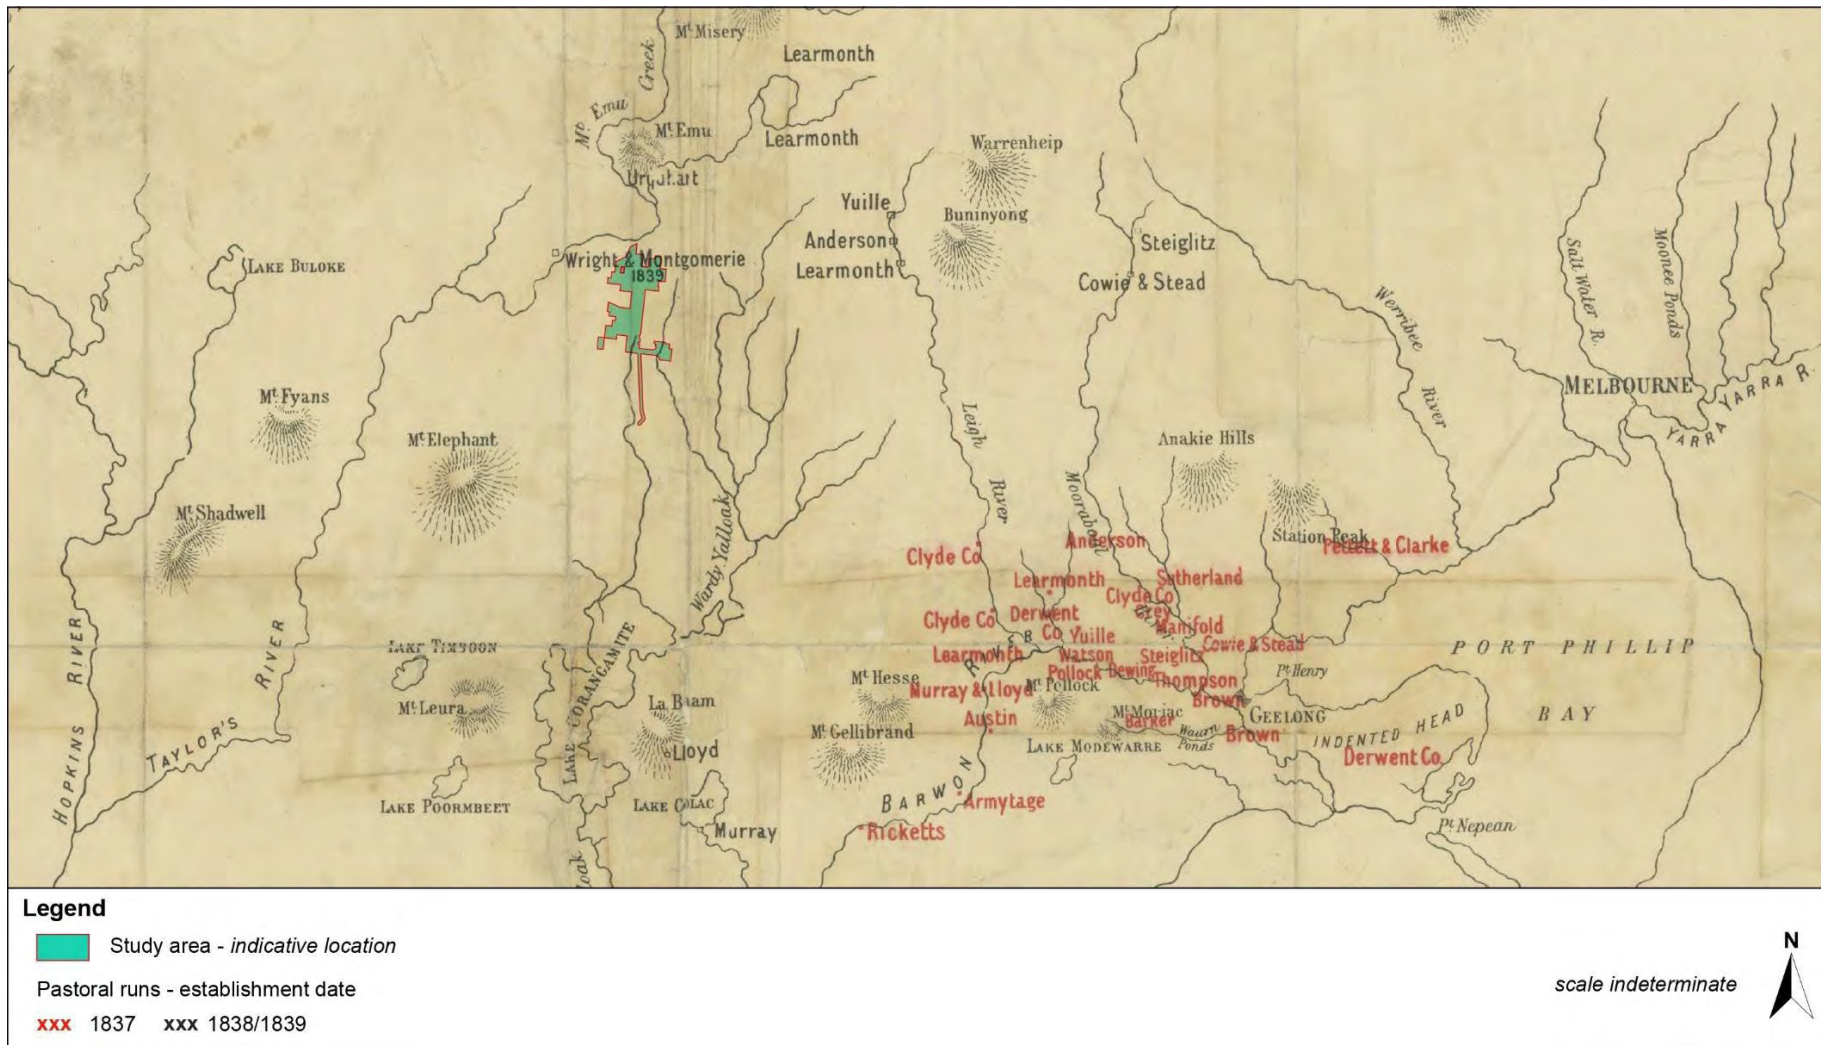 Mt. Misery
Learmonth
Creek
Mt. Emu
Mt. Emu
Learmonth
Warrenheip
Yuille
Buninyong
Anderson
Steiglitz
Learmonth
Wright & Montgomerie
1839
Cowie & Stead
LAKE BULOKE
Salt Water R.
Moonee Ponds
Werribee
River
MELBOURNE
YARRA R.
YARRA
Mt. Fyans
Mt. Elephant
Leigh
River
Anakie Hills
Mt. Shadwell
Station Peak
Pettett & Clarke
Anderson
Clyde Co
Wardy Yalloak
Learmonth
Sutherland
Clyde Co
Clyde Co
Derwent
Co
Manifold
Yuille
Cowie & Stead
LAKE TIMBOON
LAKE CORANGAMITE
HOPKINS RIVER
TAYLOR'S
RIVER
Learmonth
Watson
Steiglitz
PORT PHILLIP
BAY
Pollock
Dewing
Thompson
Pt. Henry
Mt. Hesse
Murray & Lloyd
Mt. Pollock
Brown
Mt. Leura
Austin
Mt. Moriac
Barker
GEELONG
INDENTED HEAD
Mt. Gellibrand
Waurn
Ponds
Brown
LAKE MODEWARRE
Derwent Co.
Lloyd
BARWON
RIVER
Armytage
LAKE POORMBEET
LAKE COLAC
Murray
Ricketts
Pt. Nepean
Legend
Study area - indicative location
Pastoral runs - establishment date
xxx 1837 xxx 1838/1839
N
scale indeterminate